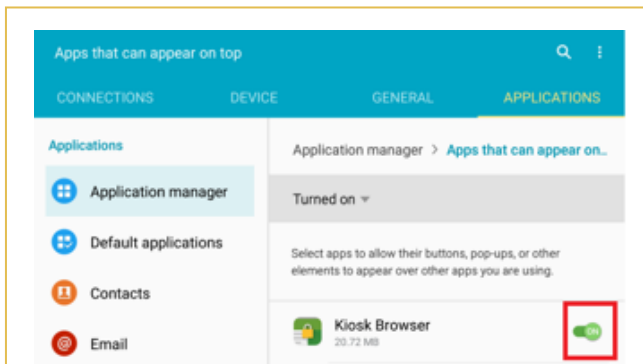 Apps that can appear on top
CONNECTIONS DEVICE GENERAL APPLICATIONS
Applications
Application manager
Default applications
Contacts
Email
Application manager > Apps that can appear on..
Turned on
Select apps to allow their buttons, pop-ups, or other
elements to appear over other apps you are using.
Kiosk Browser
20.72 MB
ON